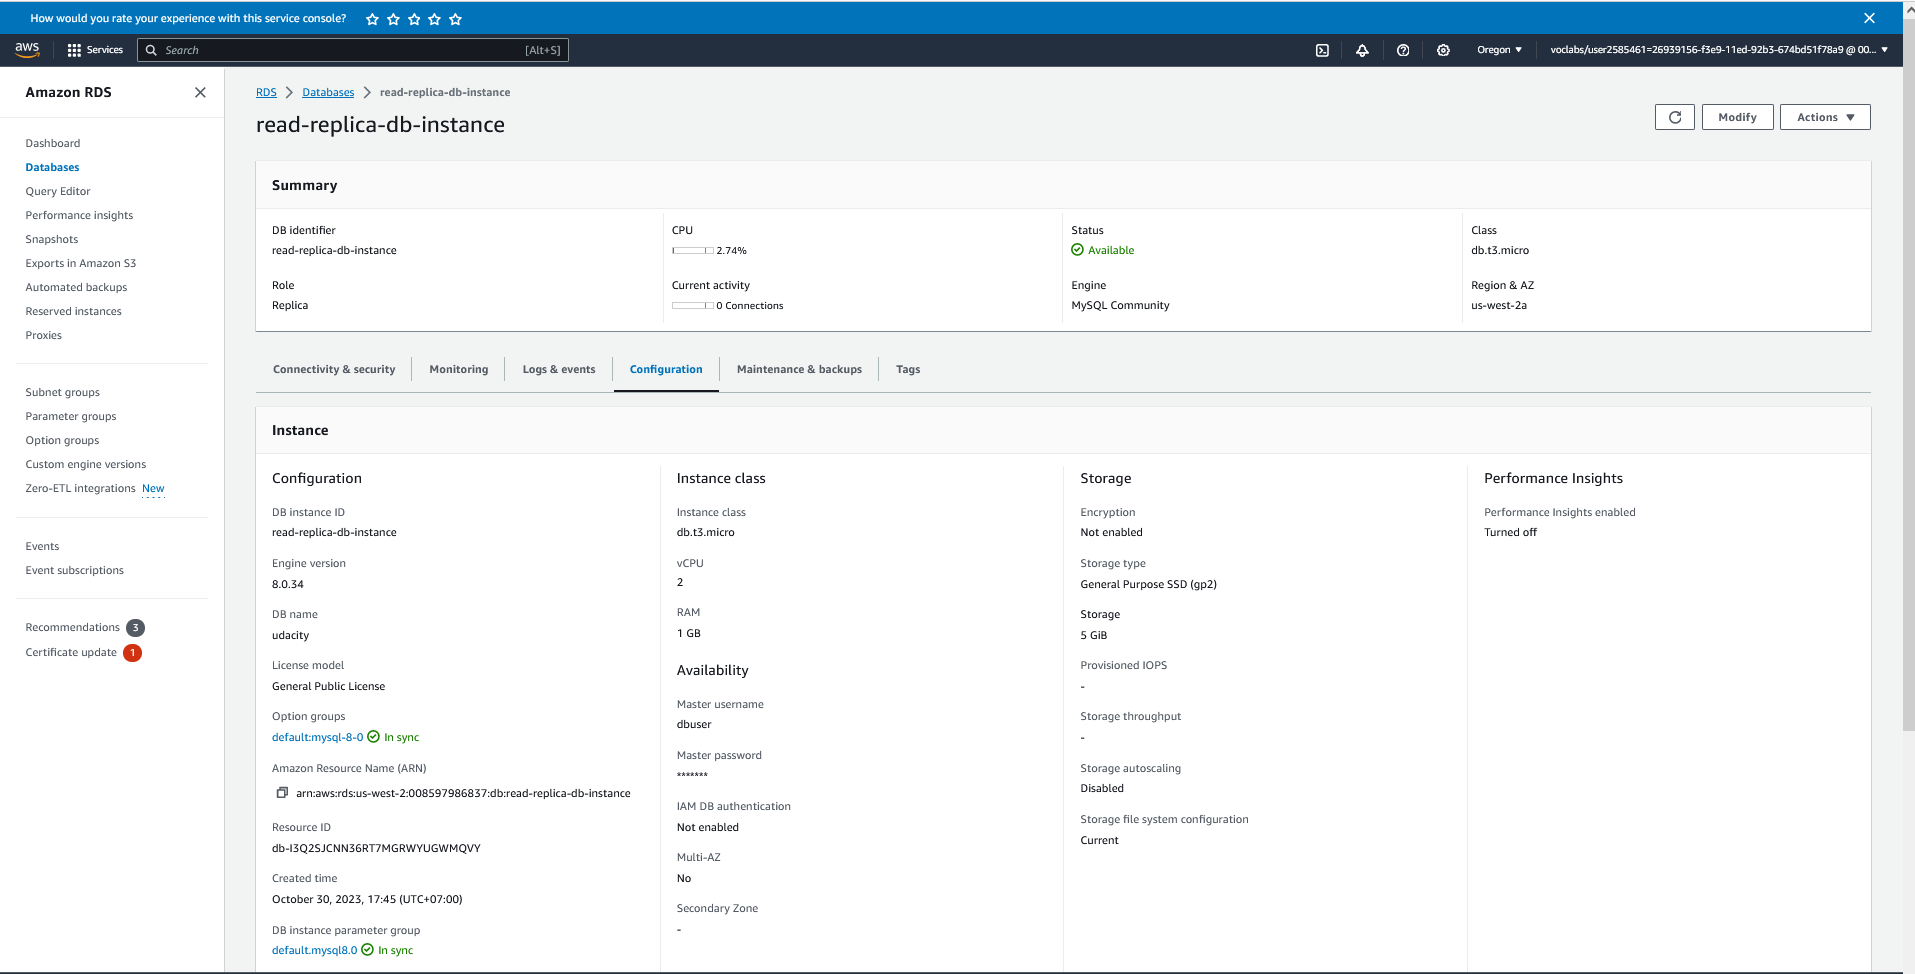 How would you rate your experience with this service console?
aws
Services
Search
[Alt+S]
Oregon ▼
voclabs/user2585461=26939156-f3e9-11ed-92b3-674bd51f78a9 @ 00... ▼
Amazon RDS
Dashboard
Databases
Query Editor
Performance insights
Snapshots
Exports in Amazon S3
Automated backups
Reserved instances
Proxies
Subnet groups
Parameter groups
Option groups
Custom engine versions
Zero-ETL integrations New
Events
Event subscriptions
Recommendations 3
Certificate update 1
RDS > Databases > read-replica-db-instance
read-replica-db-instance
Modify
Actions ▼
Summary
DB identifier
read-replica-db-instance
Role
Replica
CPU
2.74%
Current activity
0 Connections
Status
Available
Engine
MySQL Community
Class
db.t3.micro
Region & AZ
us-west-2a
Connectivity & security
Monitoring
Logs & events
Configuration
Maintenance & backups
Tags
Instance
Configuration
DB instance ID
read-replica-db-instance
Engine version
8.0.34
DB name
udacity
License model
General Public License
Option groups
default:mysql-8-0 In sync
Amazon Resource Name (ARN)
arn:aws:rds:us-west-2:008597986837:db:read-replica-db-instance
Resource ID
db-I3Q2SJCNN36RT7MGRWYUGWMQVY
Created time
October 30, 2023, 17:45 (UTC+07:00)
DB instance parameter group
default.mysql8.0 In sync
Instance class
Instance class
db.t3.micro
vCPU
2
RAM
1 GB
Availability
Master username
dbuser
Master password
*******
IAM DB authentication
Not enabled
Multi-AZ
No
Secondary Zone
-
Storage
Encryption
Not enabled
Storage type
General Purpose SSD (gp2)
Storage
5 GiB
Provisioned IOPS
-
Storage throughput
-
Storage autoscaling
Disabled
Storage file system configuration
Current
Performance Insights
Performance Insights enabled
Turned off